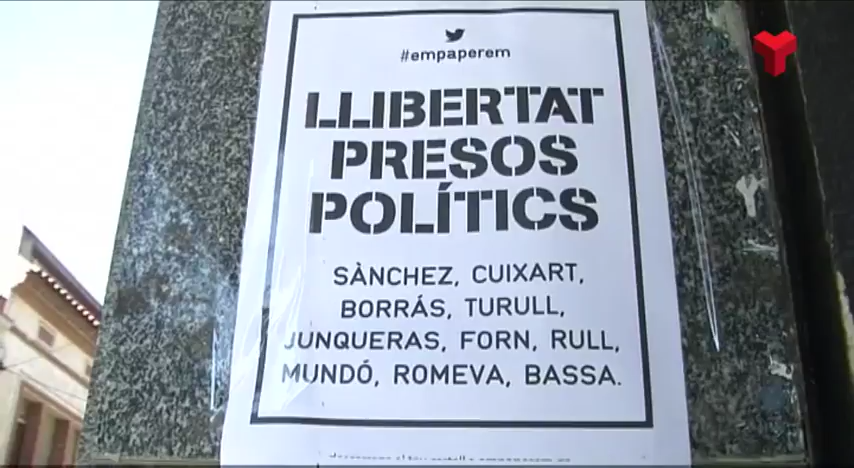 #empaperem
LLIBERTAT
PRESOS
POLÍTICS
SÀNCHEZ, CUIXART,
BORRÁS, TURULL,
JUNQUERAS, FORN, RULL,
MUNDÓ, ROMEVA, BASSA.